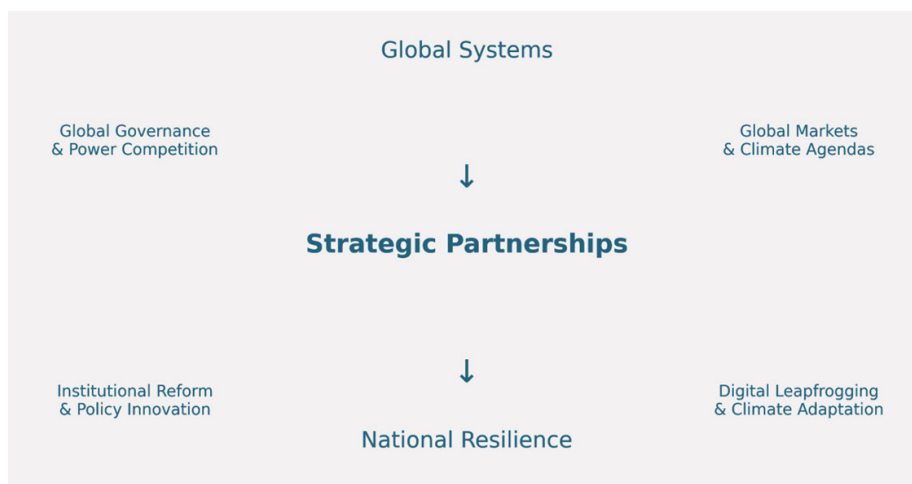 Global Systems
Global Governance
& Power Competition
Global Markets
& Climate Agendas
↓
Strategic Partnerships
↓
Institutional Reform
& Policy Innovation
Digital Leapfrogging
& Climate Adaptation
National Resilience